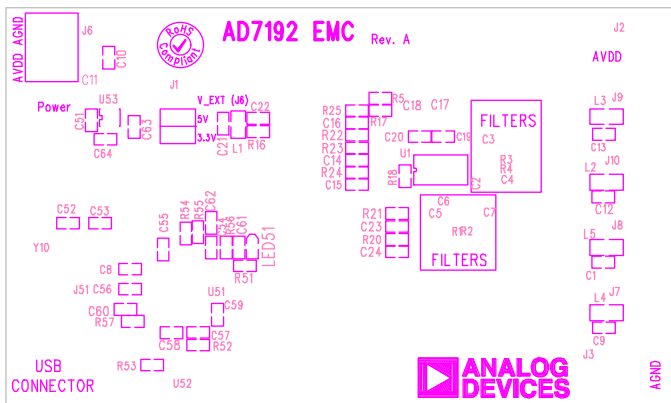 AVDD AGND
J6
C10
C11
RoHS
Compliant
AD7192 EMC Rev. A
J2
AVDD
Power
C51
U53
C63
C64
J1
V_EXT (J6)
5V
3.3V
C21
L1
C22
R16
R25
C16
R22
R23
C14
R24
C15
R5
R17
C18
C17
C20
C19
U1
R18
FILTERS
C3
R3
R4
C4
C2
L3
J9
C13
L2
J10
C12
L5
J8
C1
L4
J7
C9
J3
AGND
R21
C23
R20
C24
C6
C5
C7
R1
R2
FILTERS
C52
C53
Y10
C55
R54
R55
C62
C54
R56
C61
LED51
R51
C8
J51
C56
C60
R57
U51
C59
C58
C57
R52
R53
U52
USB
CONNECTOR
ANALOG
DEVICES